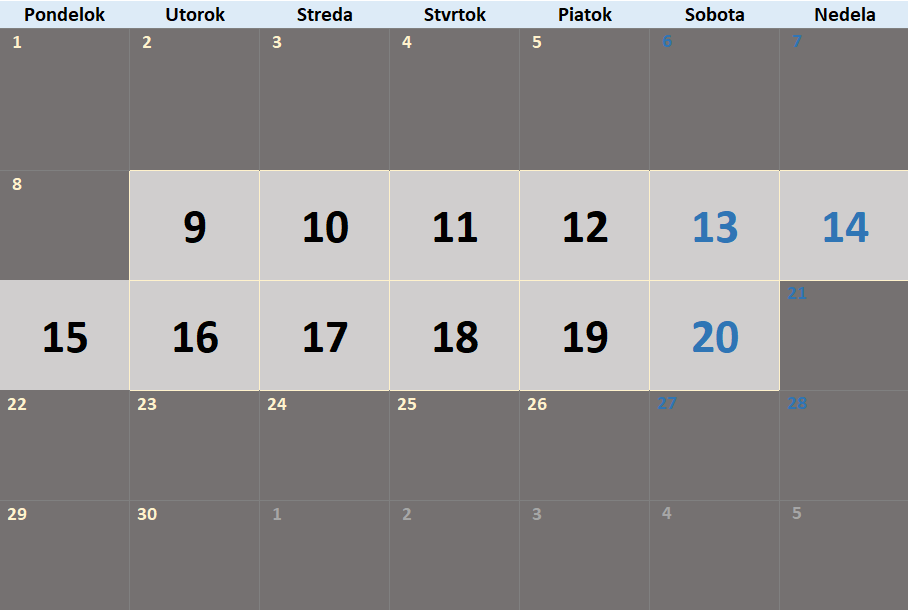 Pondelok Utorok Streda Stvrtok Piatok Sobota Nedela
1 2 3 4 5 6 7
8 9 10 11 12 13 14
15 16 17 18 19 20 21
22 23 24 25 26 27 28
29 30 1 2 3 4 5